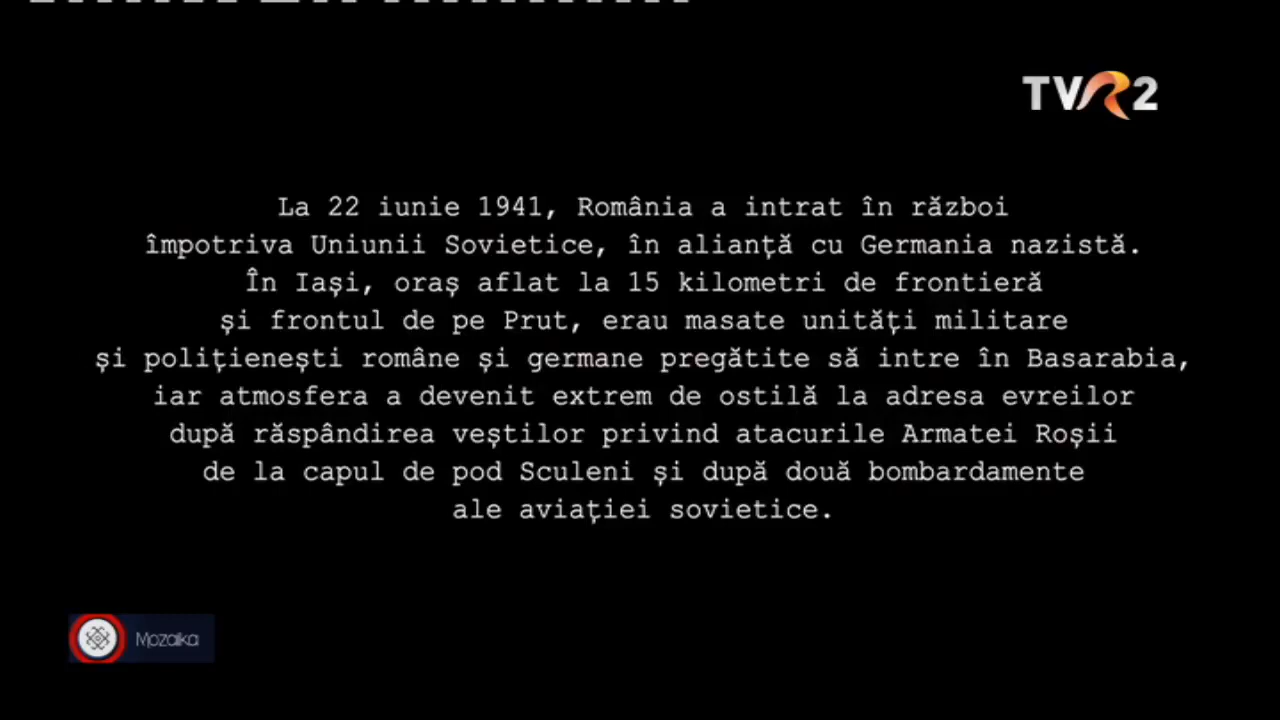 TVR2
La 22 iunie 1941, România a intrat în război
împotriva Uniunii Sovietice, în alianță cu Germania nazistă.
În Iași, oraș aflat la 15 kilometri de frontieră
și frontul de pe Prut, erau masate unități militare
și polițienești române și germane pregătite să intre în Basarabia,
iar atmosfera a devenit extrem de ostilă la adresa evreilor
după răspândirea veștilor privind atacurile Armatei Roșii
de la capul de pod Sculeni și după două bombardamente
ale aviației sovietice.
Mozaika